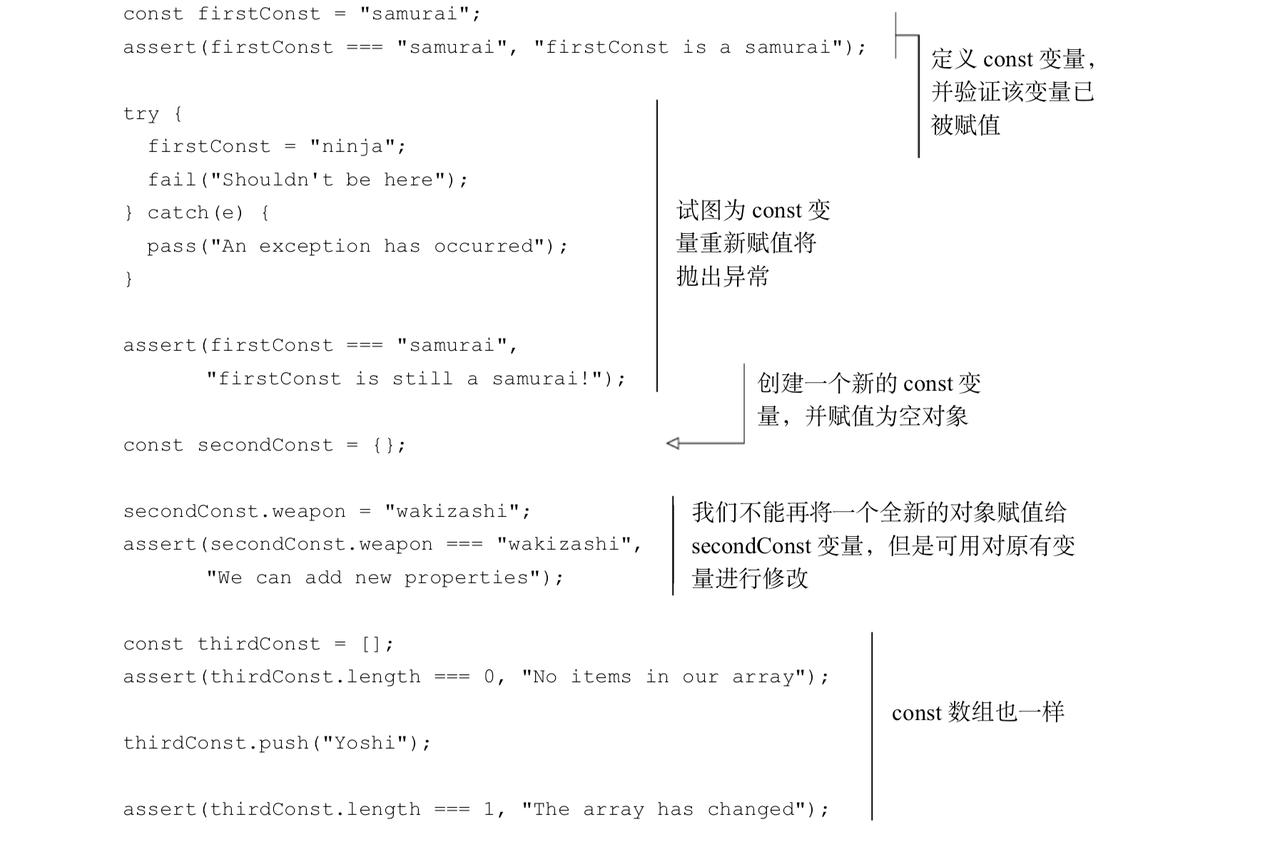 const firstConst = "samurai";
assert(firstConst === "samurai", "firstConst is a samurai");
定义 const 变量，
并验证该变量已
被赋值
try {
firstConst = "ninja";
fail("Shouldn't be here");
} catch(e) {
pass("An exception has occurred");
}
试图为 const 变
量重新赋值将
抛出异常
assert(firstConst === "samurai",
"firstConst is still a samurai!");
创建一个新的 const 变
量，并赋值为空对象
const secondConst = {};
secondConst.weapon = "wakizashi";
assert(secondConst.weapon === "wakizashi",
"We can add new properties");
我们不能再将一个全新的对象赋值给
secondConst 变量，但是可用对原有变
量进行修改
const thirdConst = [];
assert(thirdConst.length === 0, "No items in our array");
const 数组也一样
thirdConst.push("Yoshi");
assert(thirdConst.length === 1, "The array has changed");